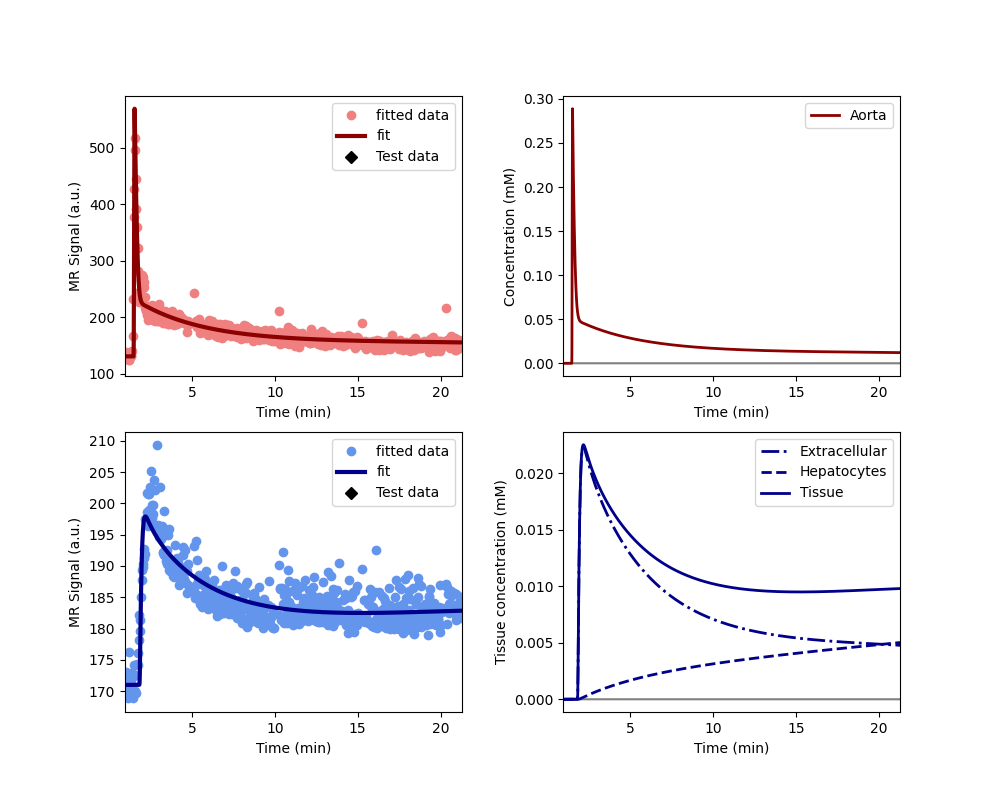 500
400
300
200
100
MR Signal (a.u.)
fitted data
fit
Test data
5
10
15
20
Time (min)
0.30
0.25
0.20
0.15
0.10
0.05
0.00
Concentration (mM)
Aorta
5
10
15
20
Time (min)
210
205
200
195
190
185
180
175
170
MR Signal (a.u.)
fitted data
fit
Test data
5
10
15
20
Time (min)
0.020
0.015
0.010
0.005
0.000
Tissue concentration (mM)
Extracellular
Hepatocytes
Tissue
5
10
15
20
Time (min)